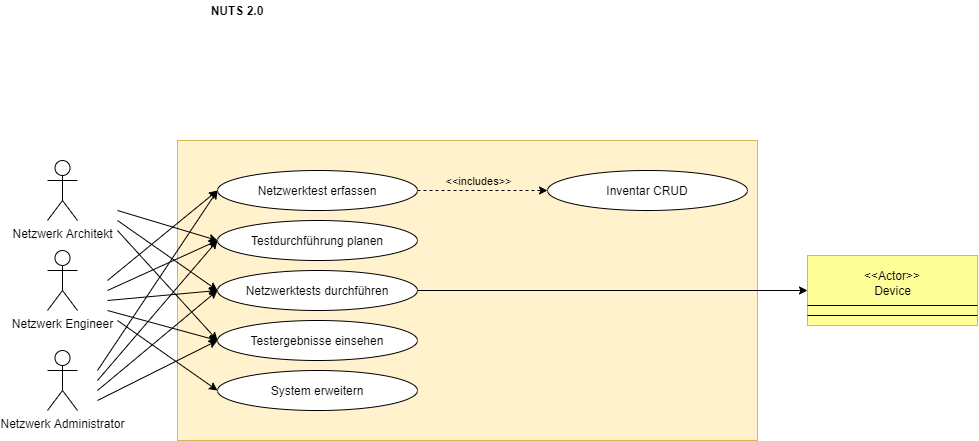 NUTS 2.0
Netzwerk Architekt
Netzwerk Engineer
Netzwerk Administrator
Netzwerktest erfassen
<<includes>>
Inventar CRUD
Testdurchführung planen
Netzwerktests durchführen
Testergebnisse einsehen
System erweitern
<<Actor>>
Device